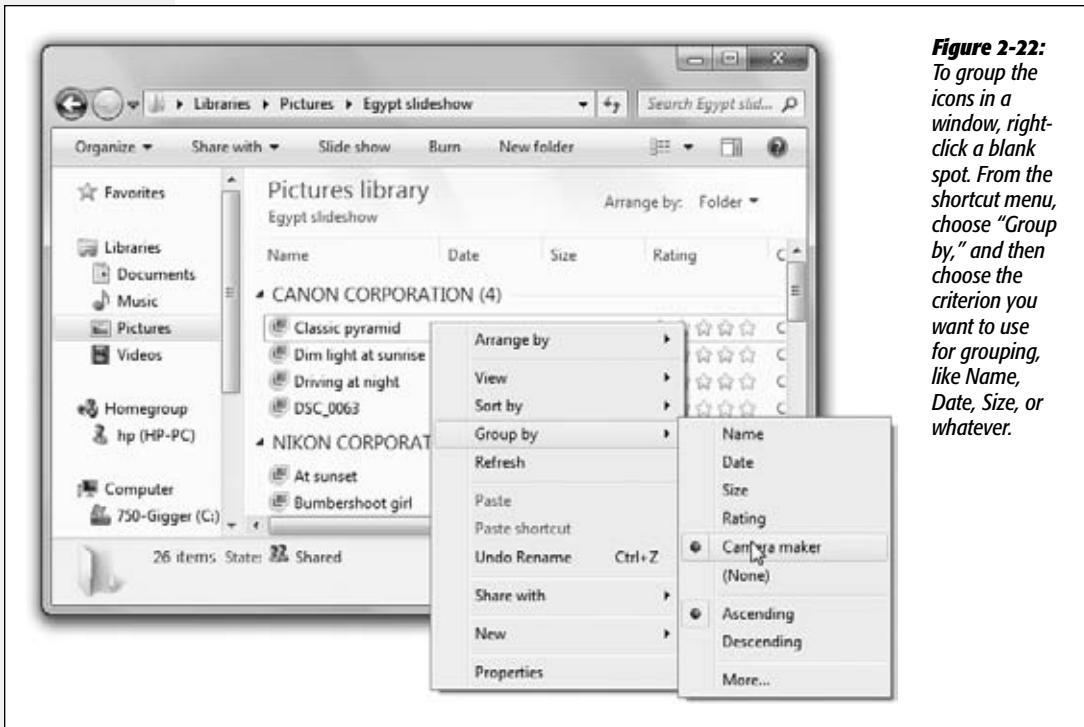 Libraries ▸ Pictures ▸ Egypt slideshow
Search Egypt slid...
Organize Share with Slide show Burn New folder
Favorites
Libraries
Documents
Music
Pictures
Videos
Homegroup
hp (HP-PC)
Computer
750-Gigger (C:)
Pictures library
Egypt slideshow
Arrange by: Folder
Name Date Size Rating C
CANON CORPORATION (4)
Classic pyramid C
Dim light at sunrise C
Driving at night C
DSC_0063 C
NIKON CORPORAT
At sunset
Bumbershoot girl
26 items State: Shared
Arrange by
View
Sort by
Group by
Refresh
Paste
Paste shortcut
Undo Rename Ctrl+Z
Share with
New
Properties
Name
Date
Size
Rating
Camera maker
(None)
Ascending
Descending
More...
Figure 2-22:
To group the
icons in a
window, right-
click a blank
spot. From the
shortcut menu,
choose “Group
by,” and then
choose the
criterion you
want to use
for grouping,
like Name,
Date, Size, or
whatever.